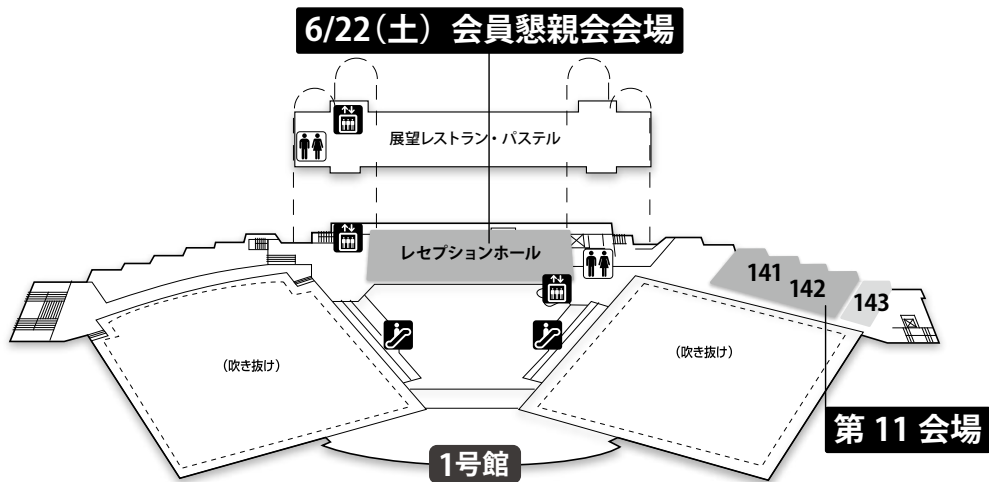 6/22（土） 会員懇親会会場
展望レストラン・パステル
レセプションホール
141
142
143
（吹き抜け）
（吹き抜け）
第 11 会場
1号館